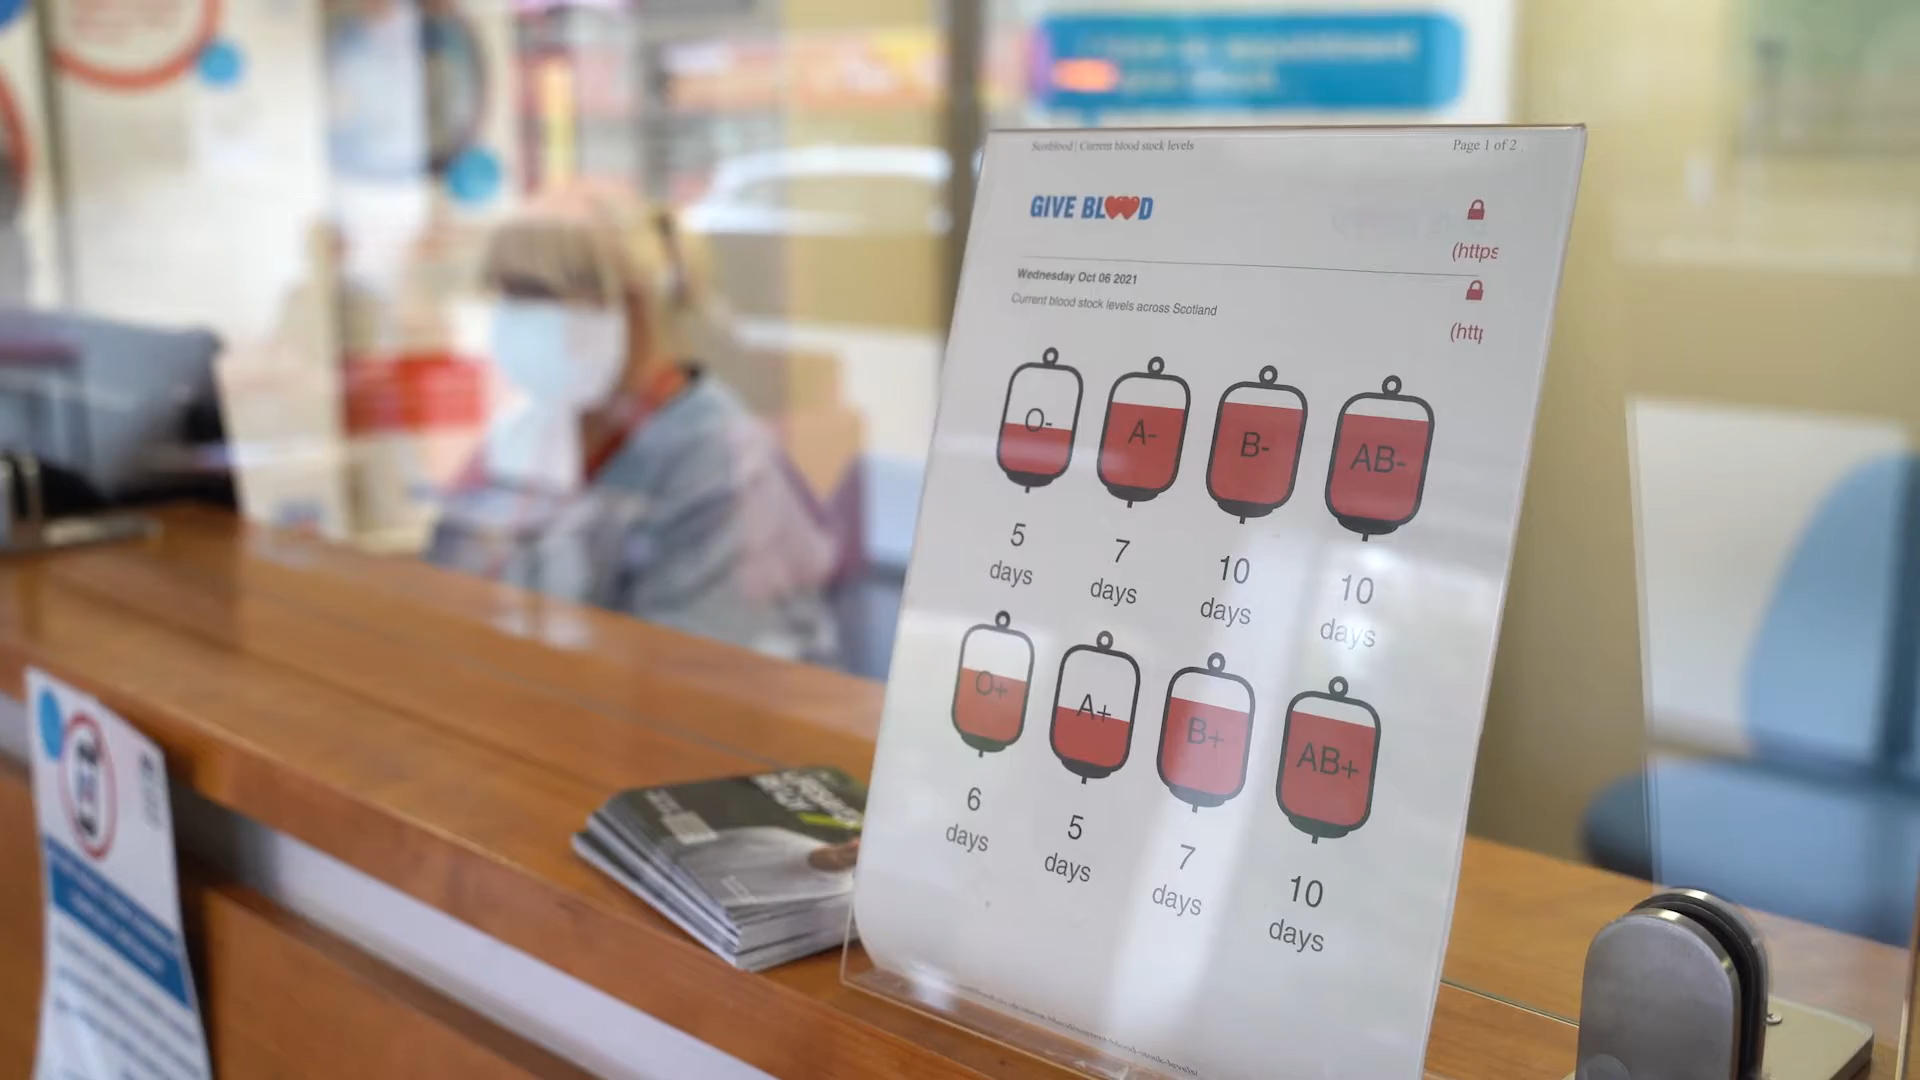 Scotblood | Current blood stock levels
Page 1 of 2
GIVE BLOOD
(https
Wednesday Oct 06 2021
Current blood stock levels across Scotland
(http
O-
A-
B-
AB-
5
days
7
days
10
days
10
days
O+
A+
B+
AB+
6
days
5
days
7
days
10
days